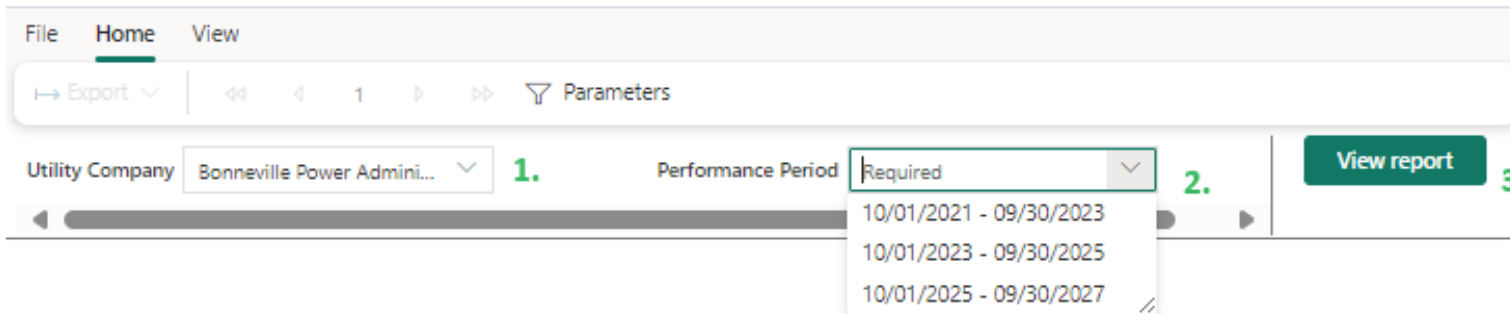 File Home View
Export 1 Parameters
Utility Company Bonneville Power Admini... 1. Performance Period Required 2. View report
10/01/2021 - 09/30/2023
10/01/2023 - 09/30/2025
10/01/2025 - 09/30/2027